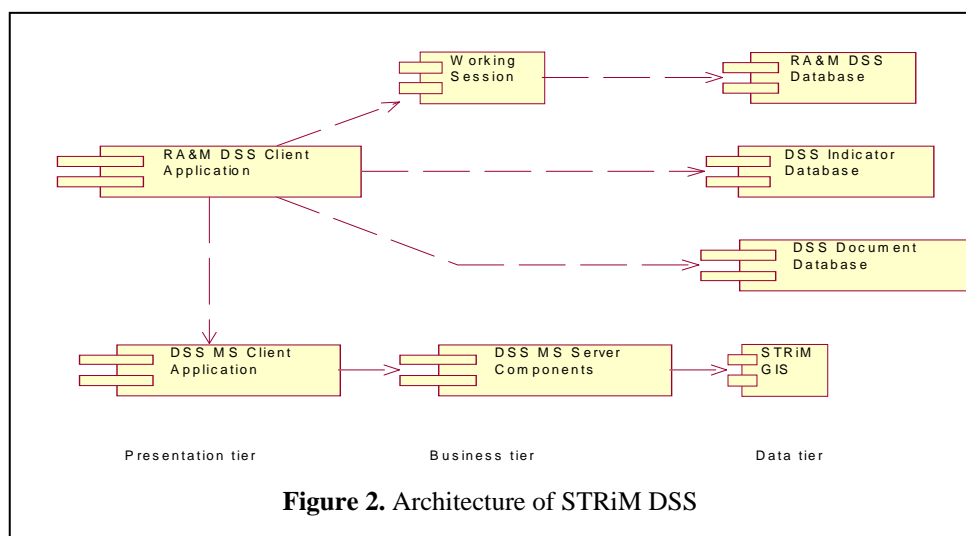 Working
Session
RA&M DSS
Database
RA&M DSS Client
Application
DSS Indicator
Database
DSS Document
Database
DSS MS Client
Application
DSS MS Server
Components
STRiM
GIS
Presentation tier
Business tier
Data tier
Figure 2. Architecture of STRiM DSS